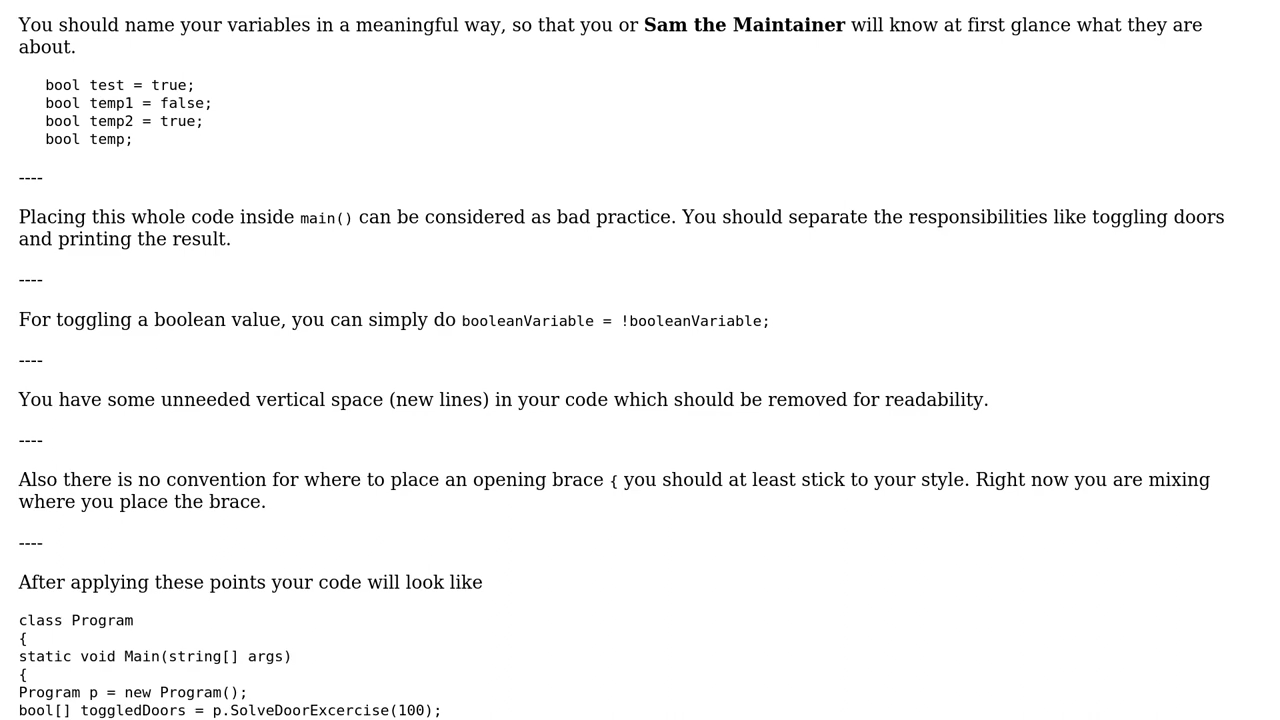 You should name your variables in a meaningful way, so that you or Sam the Maintainer will know at first glance what they are
about.
bool test = true;
bool temp1 = false;
bool temp2 = true;
bool temp;
----
Placing this whole code inside main() can be considered as bad practice. You should separate the responsibilities like toggling doors
and printing the result.
----
For toggling a boolean value, you can simply do booleanVariable = !booleanVariable;
----
You have some unneeded vertical space (new lines) in your code which should be removed for readability.
----
Also there is no convention for where to place an opening brace { you should at least stick to your style. Right now you are mixing
where you place the brace.
----
After applying these points your code will look like
class Program
{
static void Main(string[] args)
{
Program p = new Program();
bool[] toggledDoors = p.SolveDoorExcercise(100);